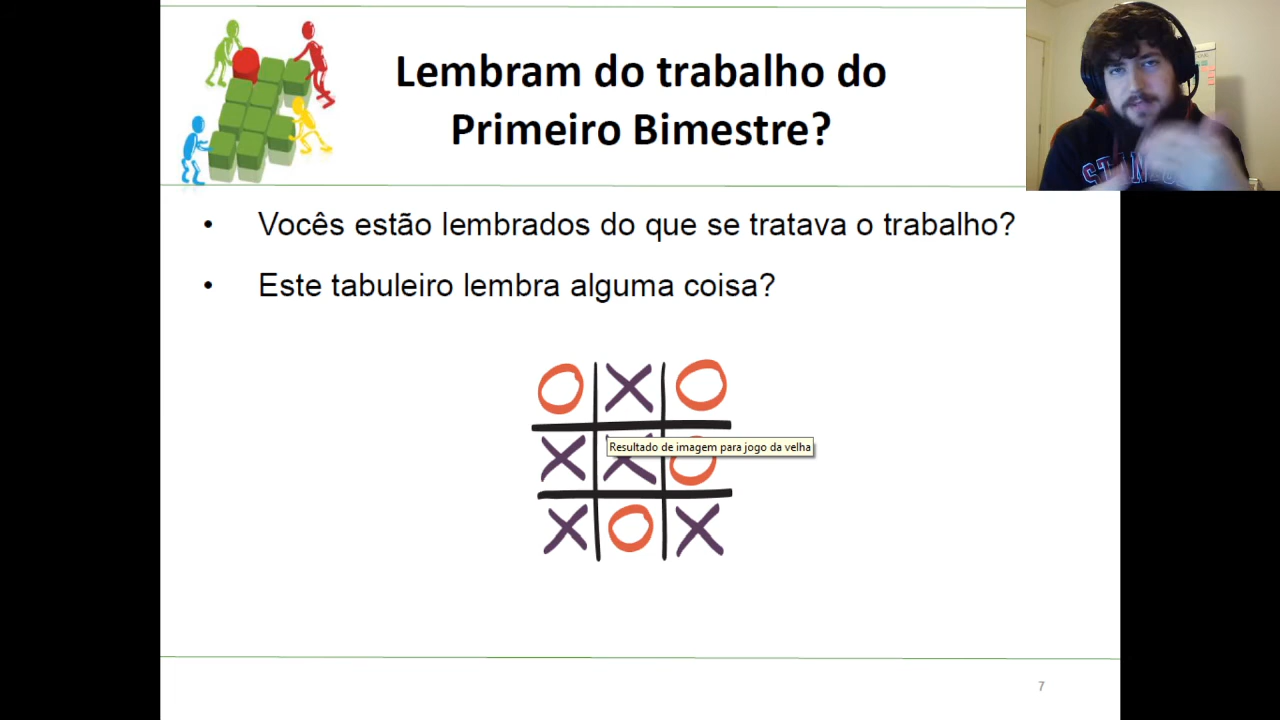 Lembram do trabalho do
Primeiro Bimestre?
• Vocês estão lembrados do que se tratava o trabalho?
• Este tabuleiro lembra alguma coisa?
O X O
Resultado de imagem para jogo da velha
X X O
X O X
7